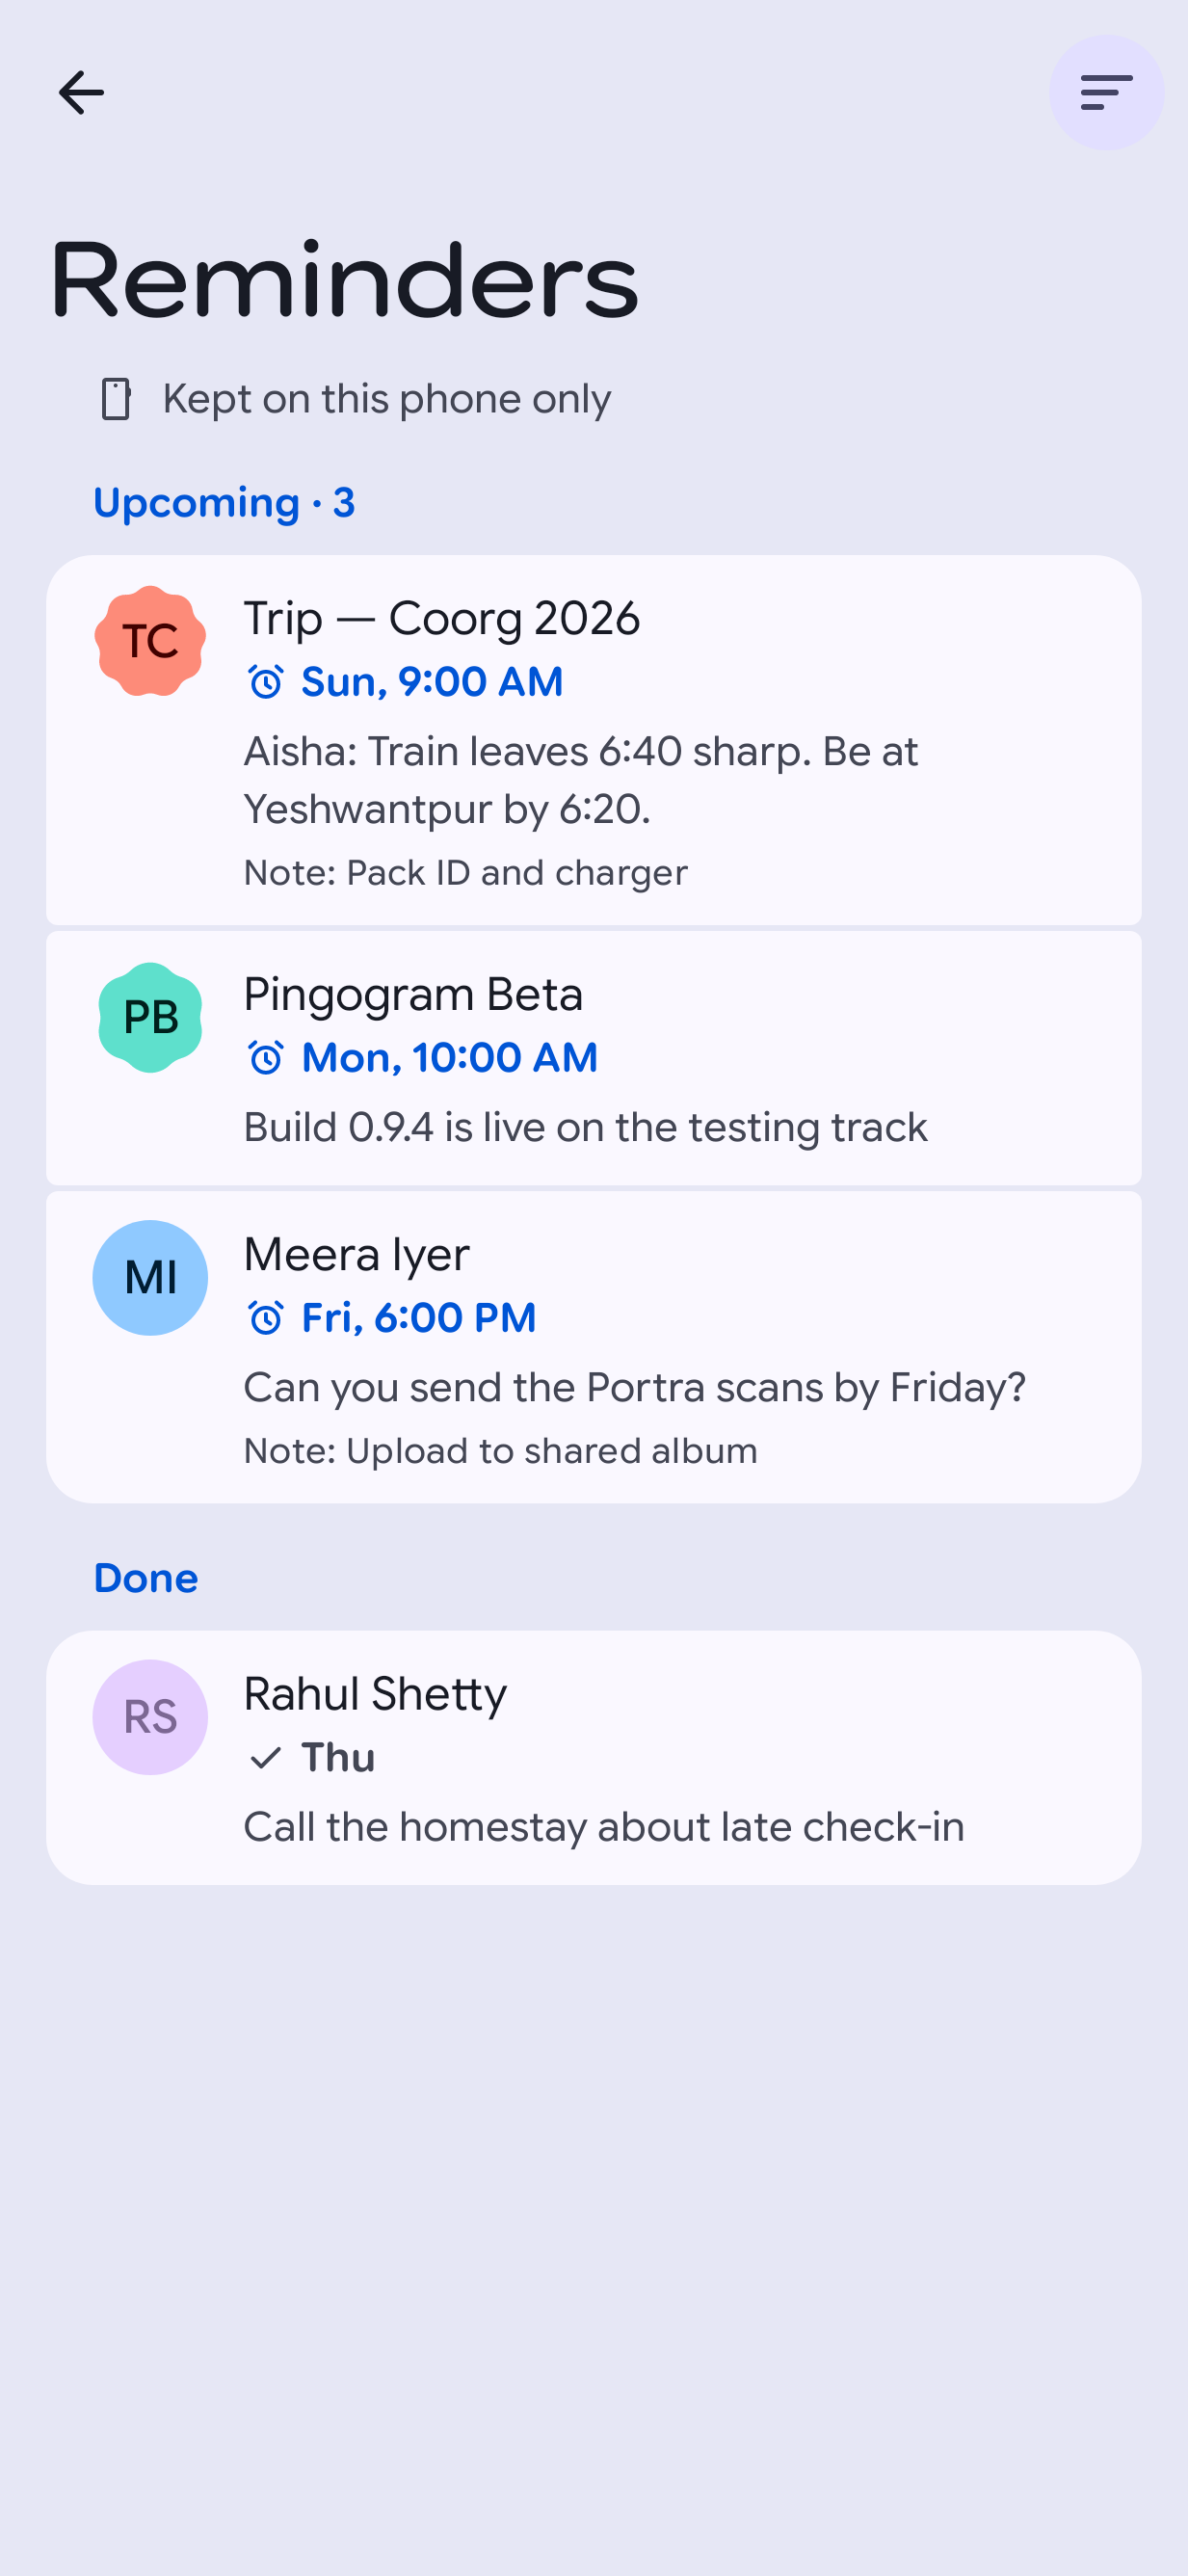 Reminders
Kept on this phone only
Upcoming · 3
TC
Trip — Coorg 2026
Sun, 9:00 AM
Aisha: Train leaves 6:40 sharp. Be at
Yeshwantpur by 6:20.
Note: Pack ID and charger
PB
Pingogram Beta
Mon, 10:00 AM
Build 0.9.4 is live on the testing track
MI
Meera Iyer
Fri, 6:00 PM
Can you send the Portra scans by Friday?
Note: Upload to shared album
Done
RS
Rahul Shetty
Thu
Call the homestay about late check-in